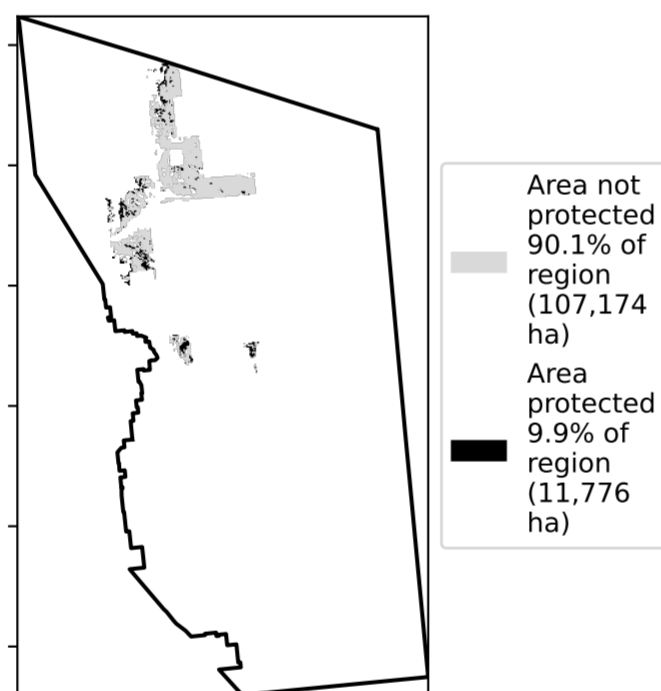 Area not
protected
90.1% of
region
(107,174
ha)
Area
protected
9.9% of
region
(11,776
ha)